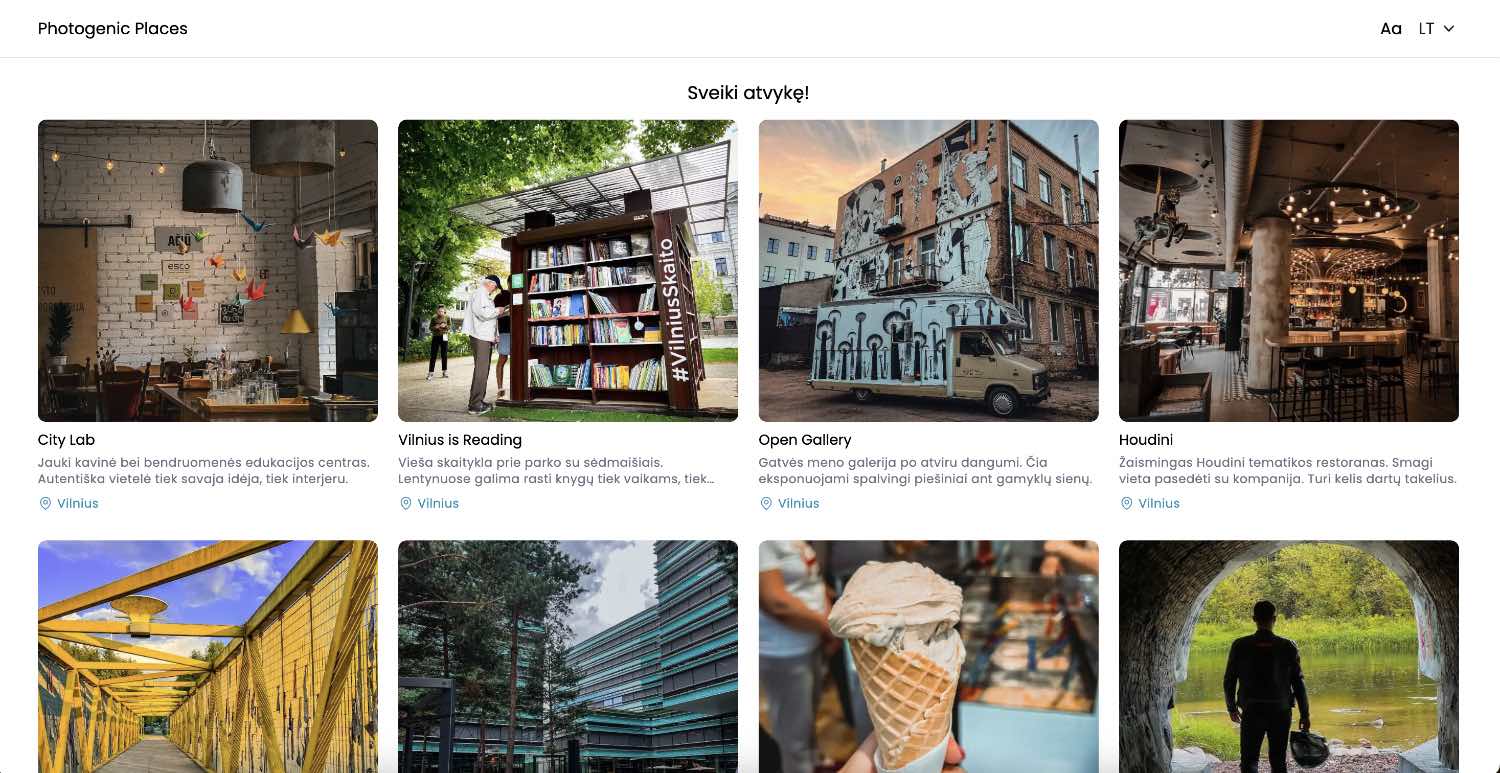 Photogenic Places
Aa LT
Sveiki atvykę!
ACIU
esco
#VilniusSkaito
City Lab
Jauki kavinė bei bendruomenės edukacijos centras.
Autentiška vietelė tiek savaja idėja, tiek interjeru.
Vilnius
Vilnius is Reading
Vieša skaitykla prie parko su sėdmaišiais.
Lentynuose galima rasti knygų tiek vaikams, tiek…
Vilnius
Open Gallery
Gatvės meno galerija po atviru dangumi. Čia
eksponuojami spalvingi piešiniai ant gamyklų sienų.
Vilnius
Houdini
Žaismingas Houdini tematikos restoranas. Smagi
vieta pasedėti su kompanija. Turi kelis dartų takelius.
Vilnius